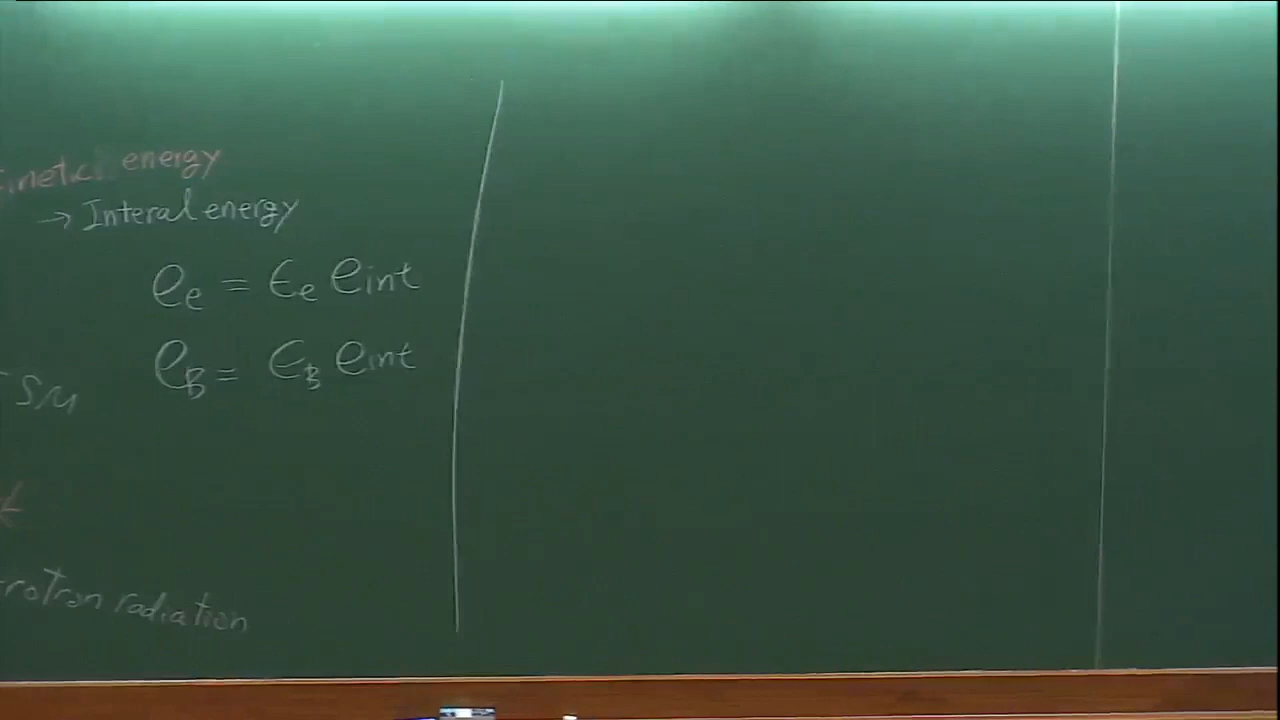 energy
→ Interal energy
e_e = ϵ_e e_int
e_B = ϵ_B e_int
radiation